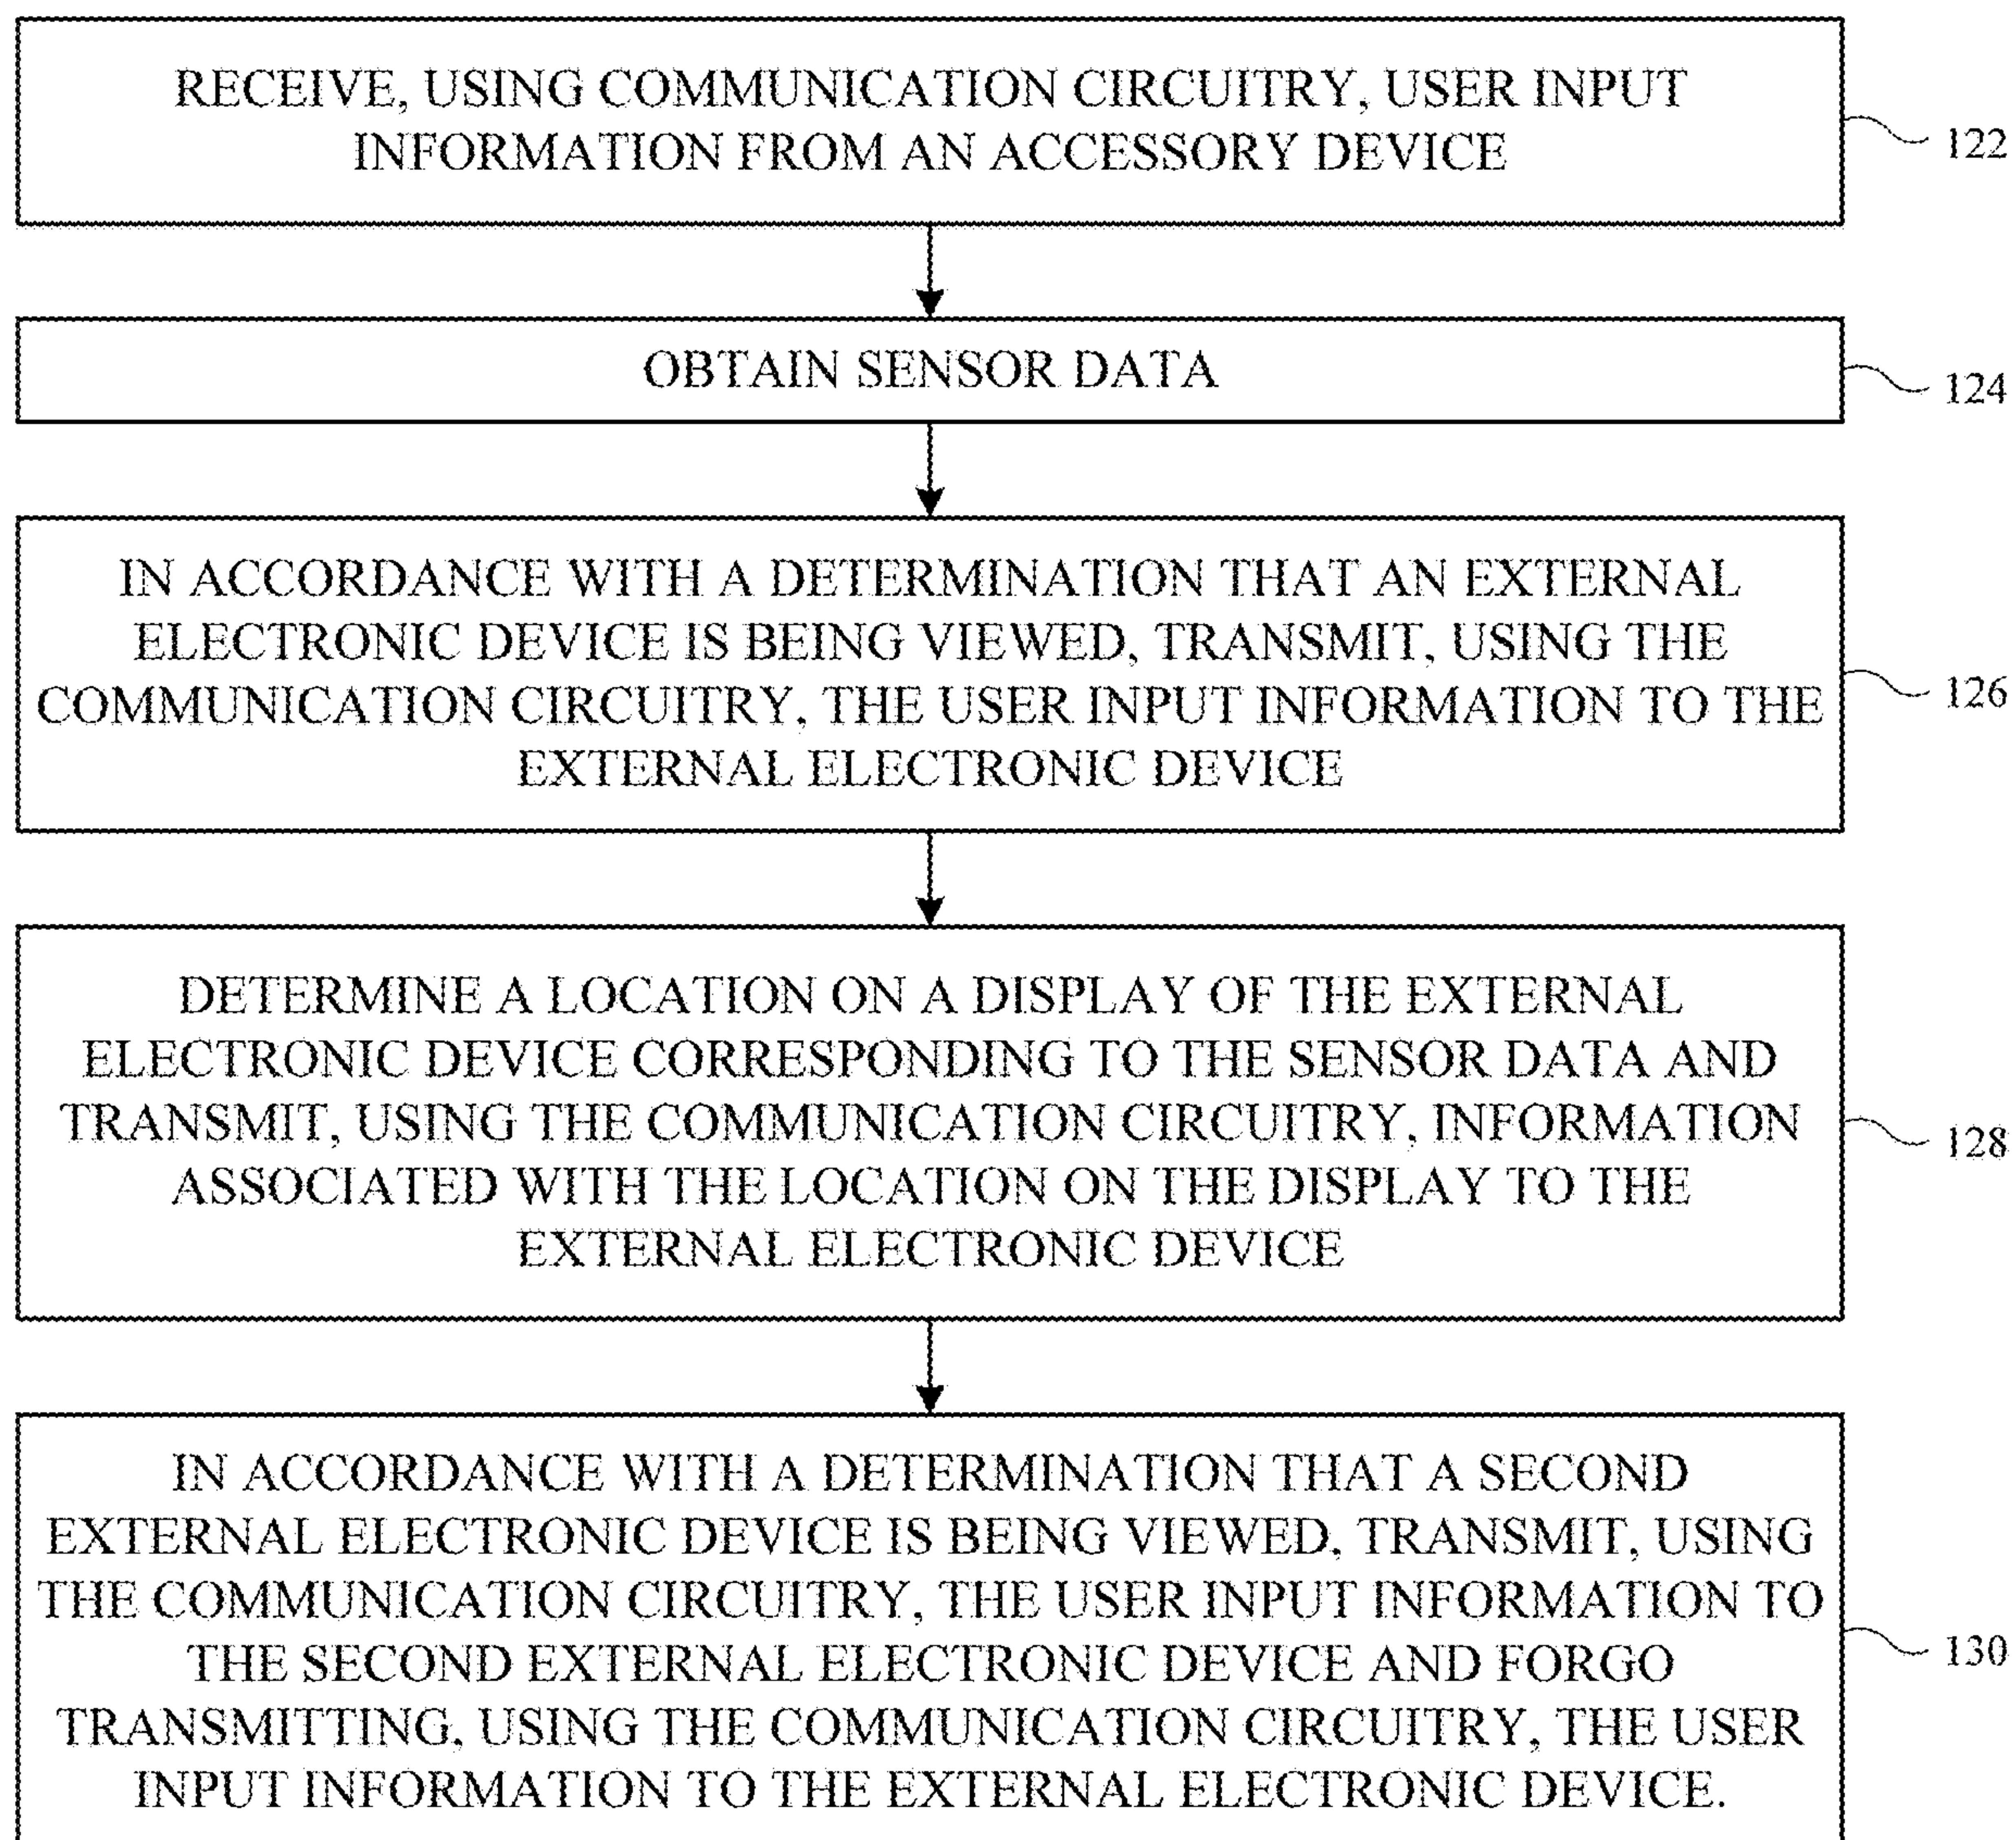 RECEIVE, USING COMMUNICATION CIRCUITRY, USER INPUT
INFORMATION FROM AN ACCESSORY DEVICE
122
OBTAIN SENSOR DATA
124
IN ACCORDANCE WITH A DETERMINATION THAT AN EXTERNAL
ELECTRONIC DEVICE IS BEING VIEWED, TRANSMIT, USING THE
COMMUNICATION CIRCUITRY, THE USER INPUT INFORMATION TO THE
EXTERNAL ELECTRONIC DEVICE
126
DETERMINE A LOCATION ON A DISPLAY OF THE EXTERNAL
ELECTRONIC DEVICE CORRESPONDING TO THE SENSOR DATA AND
TRANSMIT, USING THE COMMUNICATION CIRCUITRY, INFORMATION
ASSOCIATED WITH THE LOCATION ON THE DISPLAY TO THE
EXTERNAL ELECTRONIC DEVICE
128
IN ACCORDANCE WITH A DETERMINATION THAT A SECOND
EXTERNAL ELECTRONIC DEVICE IS BEING VIEWED, TRANSMIT, USING
THE COMMUNICATION CIRCUITRY, THE USER INPUT INFORMATION TO
THE SECOND EXTERNAL ELECTRONIC DEVICE AND FORGO
TRANSMITTING, USING THE COMMUNICATION CIRCUITRY, THE USER
INPUT INFORMATION TO THE EXTERNAL ELECTRONIC DEVICE.
130